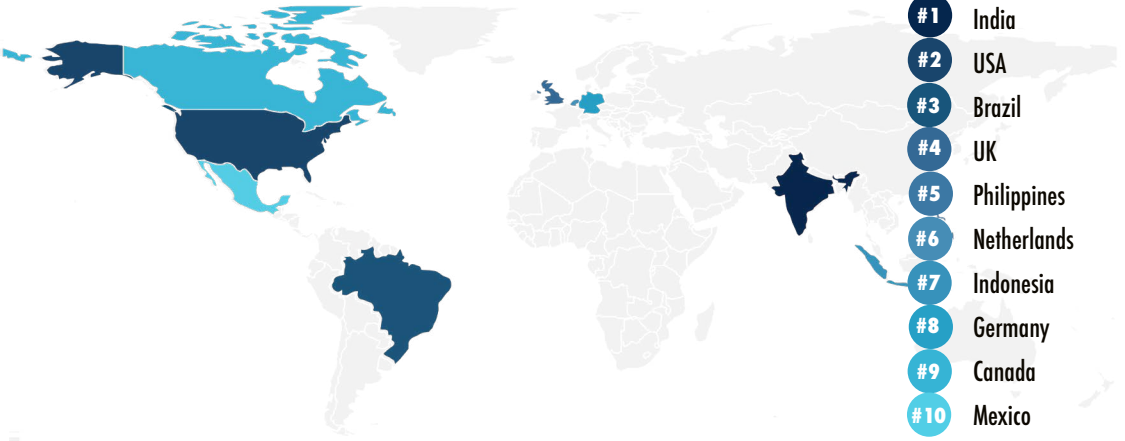 #1 India
#2 USA
#3 Brazil
#4 UK
#5 Philippines
#6 Netherlands
#7 Indonesia
#8 Germany
#9 Canada
#10 Mexico